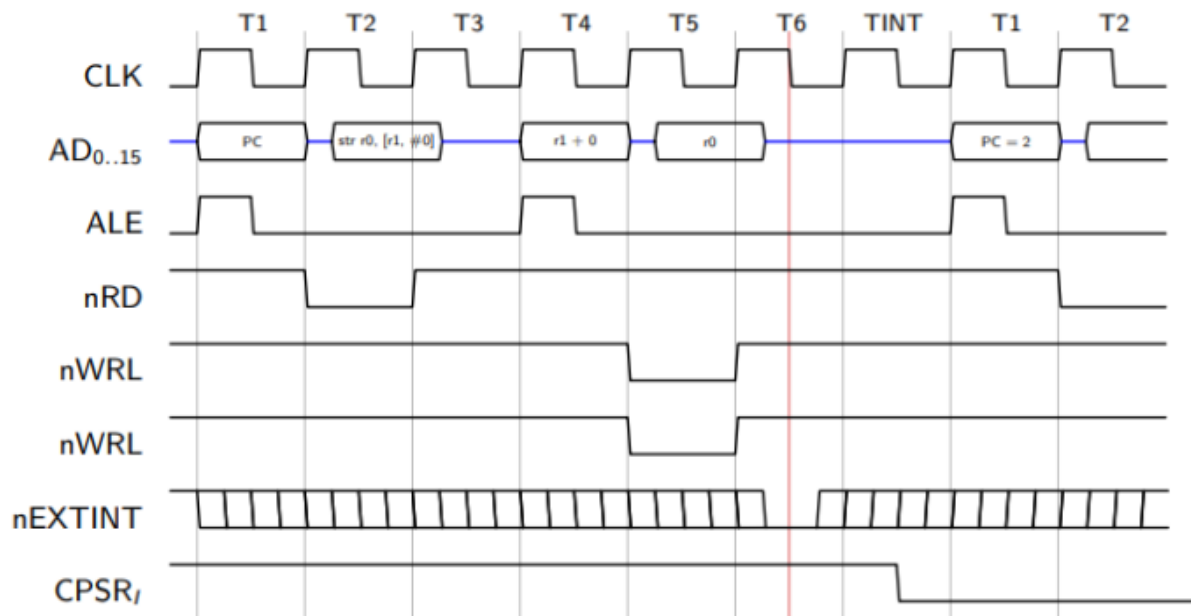 T1 T2 T3 T4 T5 T6 TINT T1 T2
CLK
AD0..15 PC str r0, [r1, #0] r1 + 0 r0 PC = 2
ALE
nRD
nWRL
nWRL
nEXTINT
CPSRI